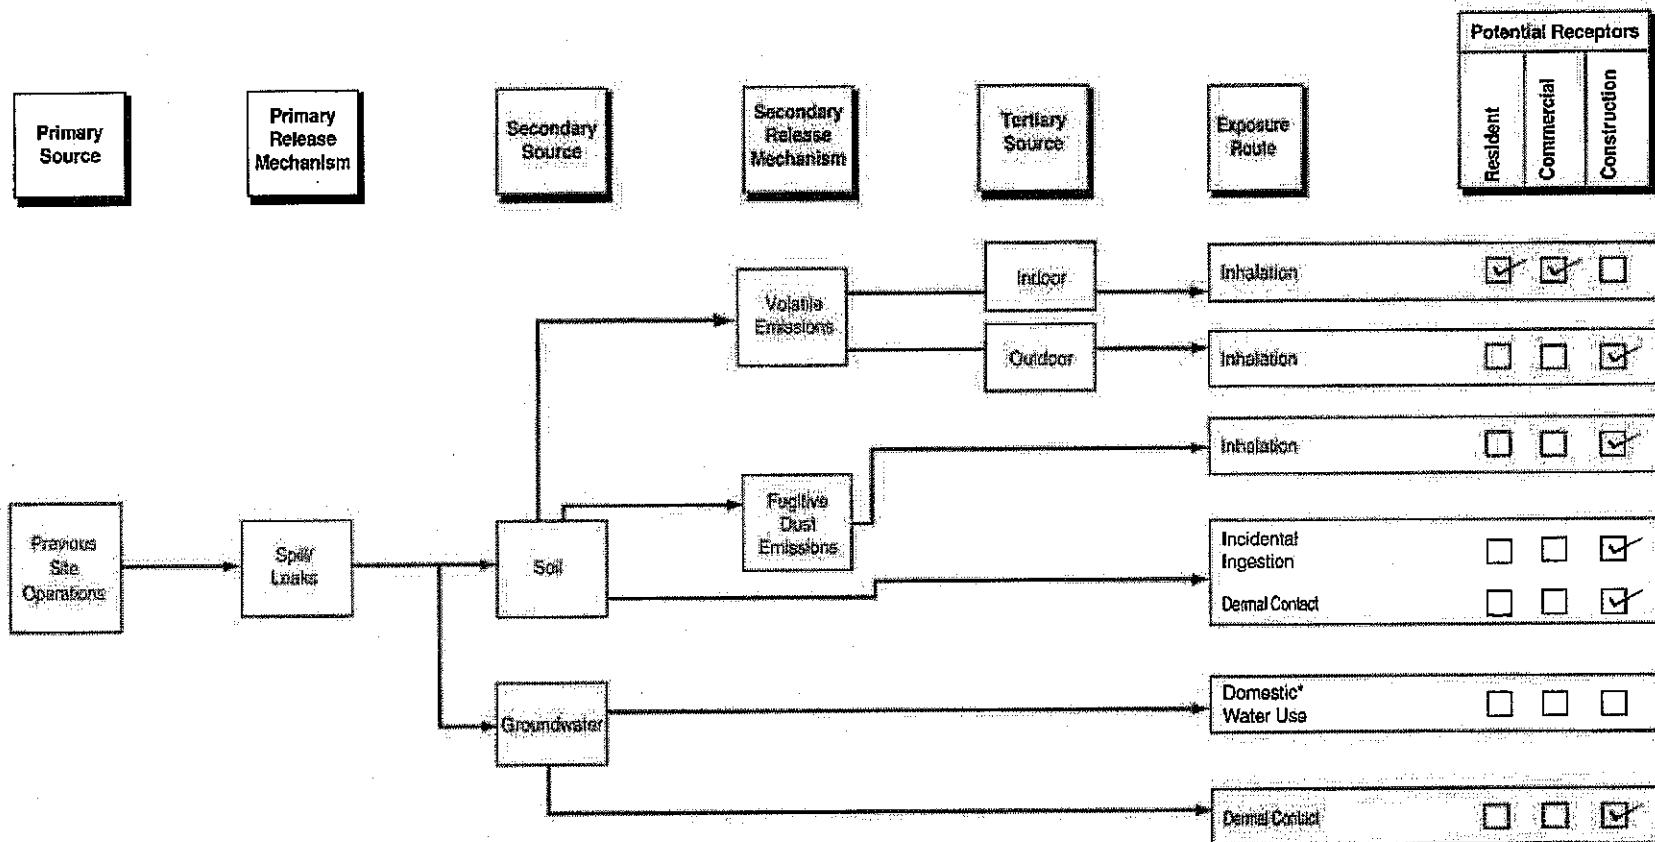 Potential Receptors
Resident
Commercial
Construction
Primary
Source
Primary
Release
Mechanism
Secondary
Source
Secondary
Release
Mechanism
Tertiary
Source
Exposure
Route
Volatile
Emissions
Indoor
Inhalation
Outdoor
Inhalation
Inhalation
Fugitive
Dust
Emissions
Previous
Site
Operations
Spill/
Leaks
Soil
Incidental
Ingestion
Dermal Contact
Groundwater
Domestic*
Water Use
Dermal Contact